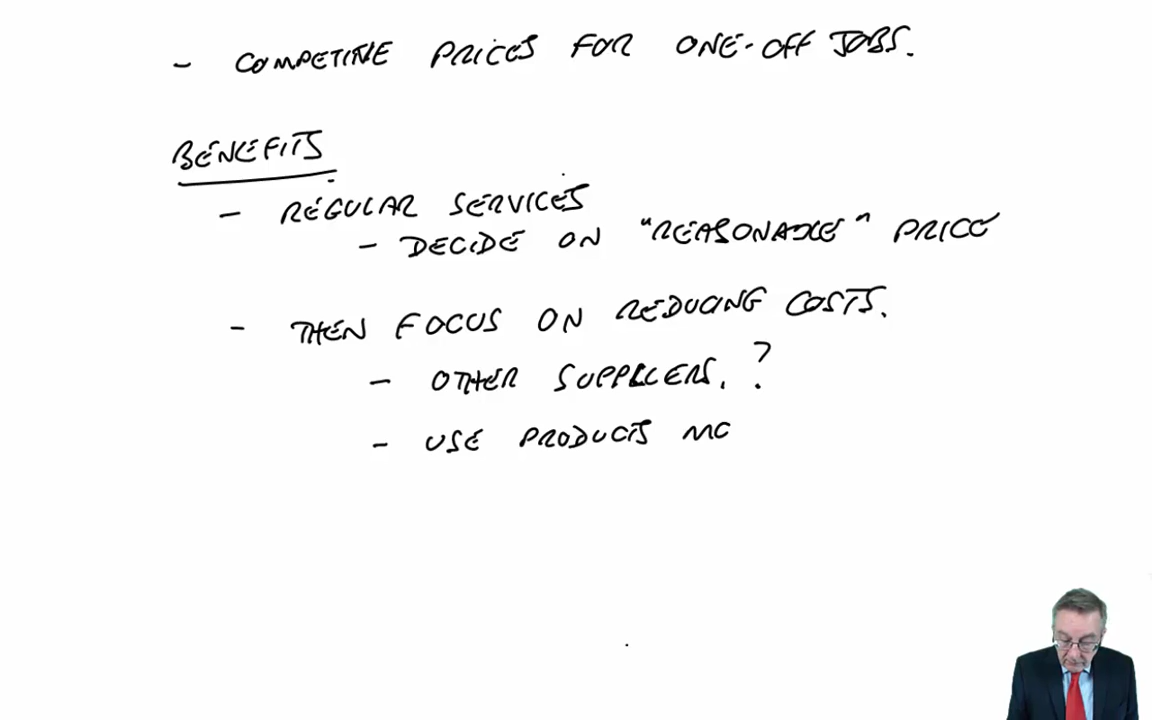 - COMPETITIVE PRICES FOR ONE-OFF JOBS.
BENEFITS
- REGULAR SERVICES
- DECIDE ON "REASONABLE" PRICE
- THEN FOCUS ON REDUCING COSTS.
- OTHER SUPPLIERS. ?
- USE PRODUCTS MO